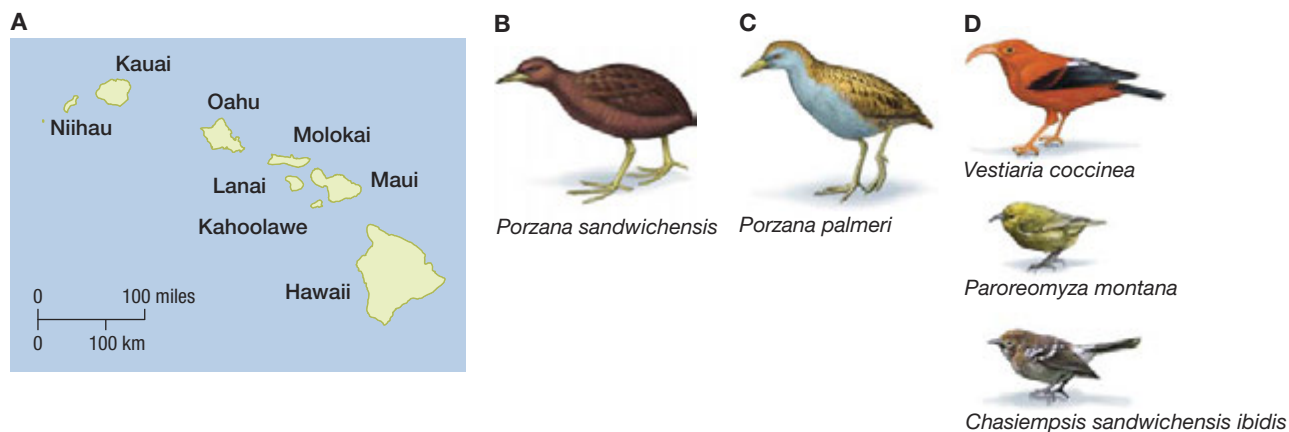 A
Kauai
Niihau
Oahu
Molokai
Lanai
Maui
Kahoolawe
Hawaii
0 100 miles
0 100 km
B
Porzana sandwichensis
C
Porzana palmeri
D
Vestiaria coccinea
Paroreomyza montana
Chasiempsis sandwichensis ibidis